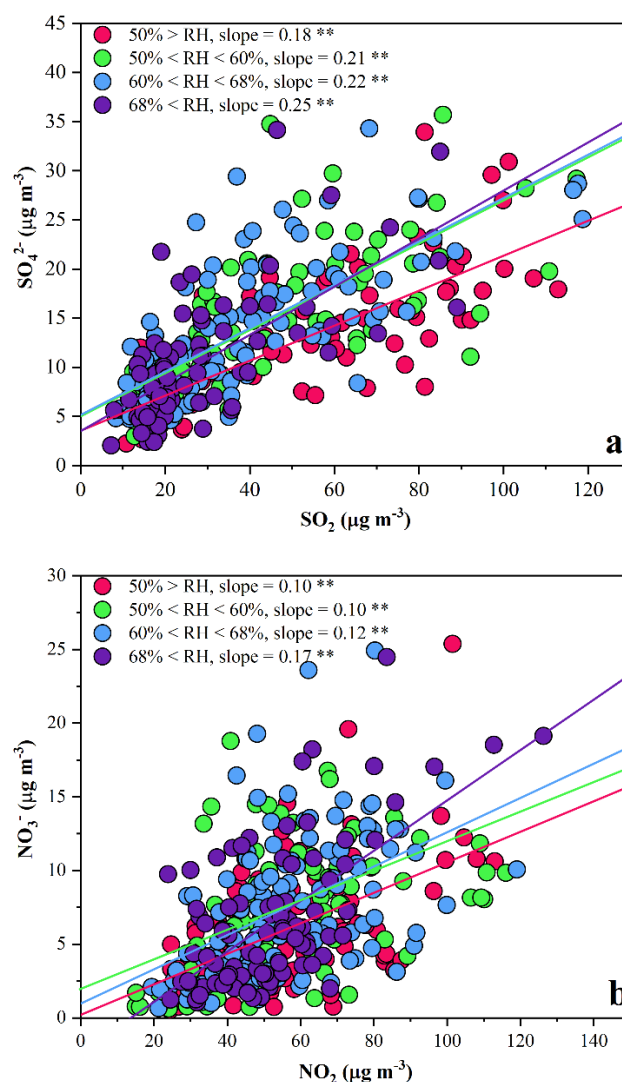 50% > RH, slope = 0.18 **
50% < RH < 60%, slope = 0.21 **
60% < RH < 68%, slope = 0.22 **
68% < RH, slope = 0.25 **
45
40
35
30
25
20
15
10
5
0
SO₄²⁻ (µg m⁻³)
a
0 20 40 60 80 100 120
SO₂ (µg m⁻³)
50% > RH, slope = 0.10 **
50% < RH < 60%, slope = 0.10 **
60% < RH < 68%, slope = 0.12 **
68% < RH, slope = 0.17 **
30
25
20
15
10
5
0
NO₃⁻ (µg m⁻³)
b
0 20 40 60 80 100 120 140
NO₂ (µg m⁻³)